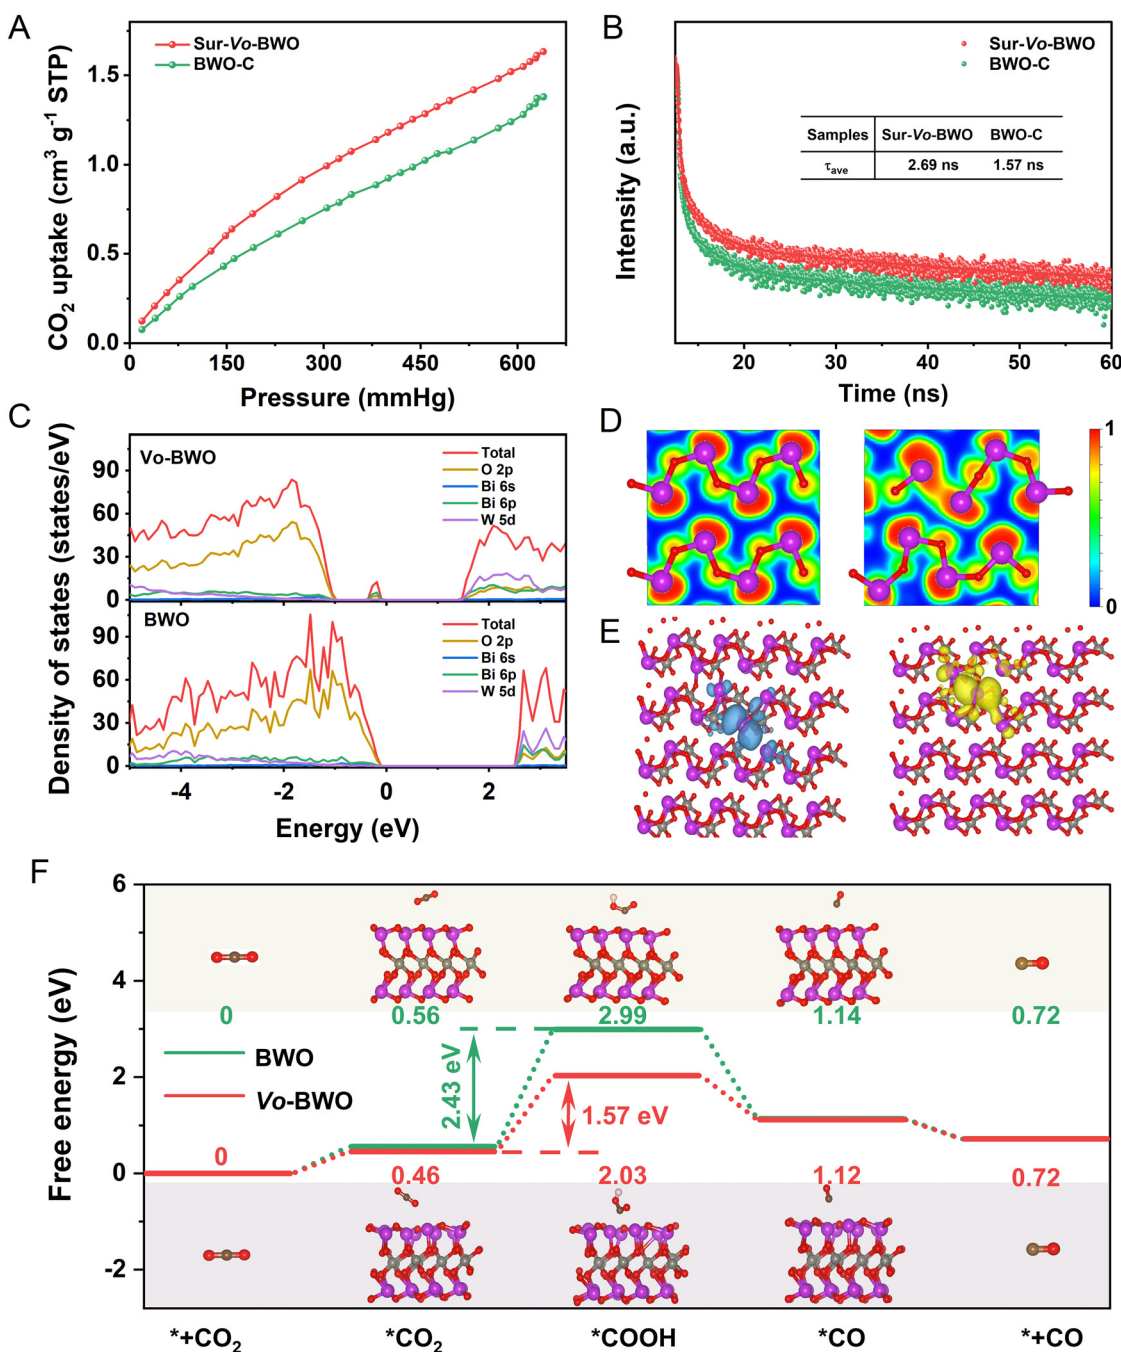 A
Sur-Vo-BWO
BWO-C
CO₂ uptake (cm³ g⁻¹ STP)
1.5
1.0
0.5
0.0
0 150 300 450 600
Pressure (mmHg)
B
Sur-Vo-BWO
BWO-C
Samples Sur-Vo-BWO BWO-C
τave 2.69 ns 1.57 ns
Intensity (a.u.)
20 30 40 50 60
Time (ns)
C
Vo-BWO
Total
O 2p
Bi 6s
Bi 6p
W 5d
90
60
30
0
BWO
Total
O 2p
Bi 6s
Bi 6p
W 5d
90
60
30
0
Density of states (states/eV)
-4 -2 0 2
Energy (eV)
D
1
0
E
F
Free energy (eV)
6
4
2
0
-2
0 0.56 2.99 1.14 0.72
BWO
Vo-BWO
2.43 eV
1.57 eV
0 0.46 2.03 1.12 0.72
*+CO₂ *CO₂ *COOH *CO *+CO